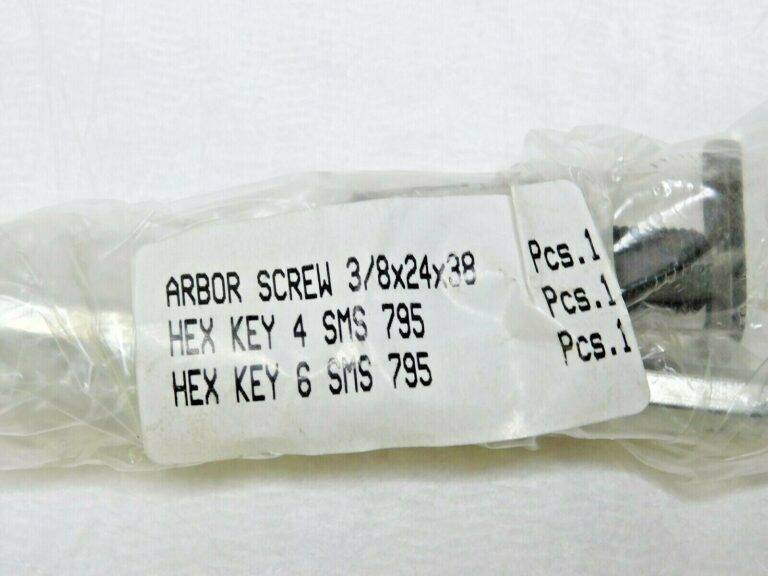 ARBOR SCREW 3/8x24x38 Pcs.1
HEX KEY 4 SMS 795 Pcs.1
HEX KEY 6 SMS 795 Pcs.1